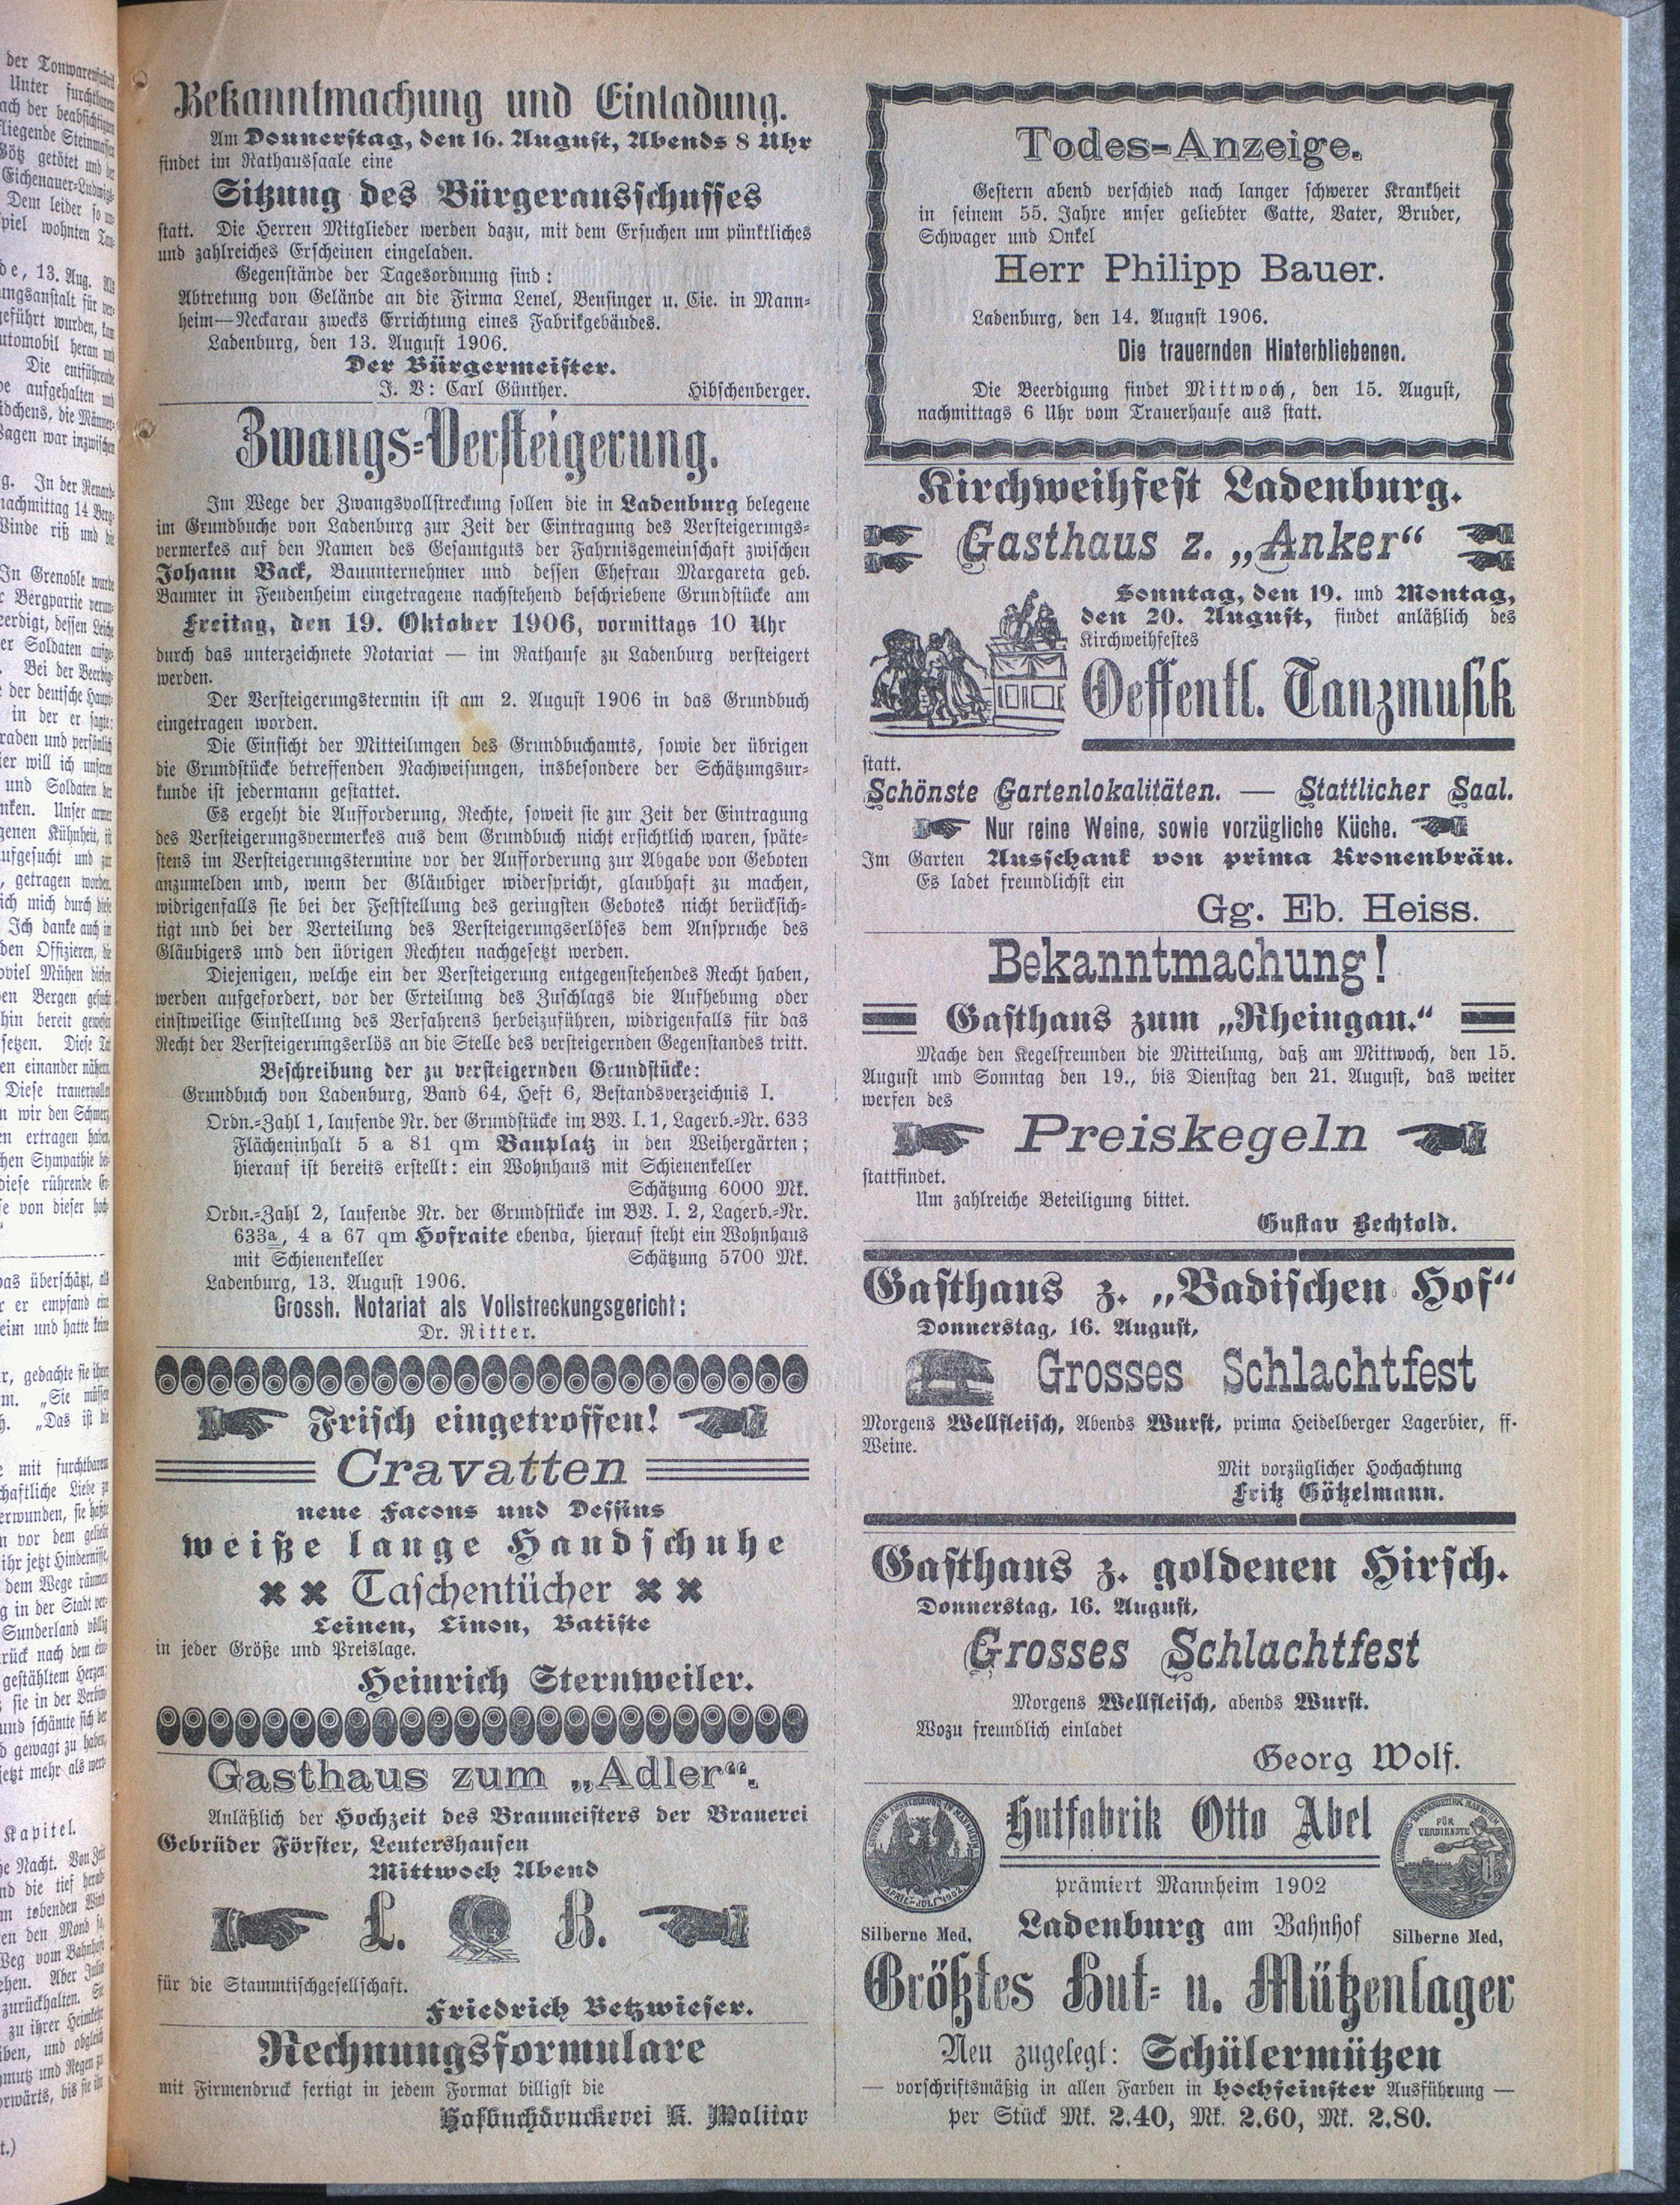 Bekanntmachung und Einladung.
Am Donnerstag, den 16. August, Abends 8 Uhr
findet im Rathaussaale eine
Sitzung des Bürgerausschusses
statt. Die Herren Mitglieder werden dazu, mit dem Ersuchen um pünktliches
und zahlreiches Erscheinen eingeladen.
Gegenstände der Tagesordnung sind:
Abtretung von Gelände an die Firma Lenel, Bensinger u. Cie. in Mann-
heim—Neckarau zwecks Errichtung eines Fabrikgebäudes.
Ladenburg, den 13. August 1906.
Der Bürgermeister.
J. V: Carl Günther. Hibschenberger.
Zwangs-Versteigerung.
Im Wege der Zwangsvollstreckung sollen die in Ladenburg belegene
im Grundbuche von Ladenburg zur Zeit der Eintragung des Versteigerungs-
vermerkes auf den Namen des Gesamtguts der Fahrnisgemeinschaft zwischen
Johann Back, Bauunternehmer und dessen Ehefrau Margareta geb.
Baumer in Feudenheim eingetragene nachstehend beschriebene Grundstücke am
Freitag, den 19. Oktober 1906, vormittags 10 Uhr
durch das unterzeichnete Notariat — im Rathause zu Ladenburg versteigert
werden.
Der Versteigerungstermin ist am 2. August 1906 in das Grundbuch
eingetragen worden.
Die Einsicht der Mitteilungen des Grundbuchamts, sowie der übrigen
die Grundstücke betreffenden Nachweisungen, insbesondere der Schätzungsur-
kunde ist jedermann gestattet.
Es ergeht die Aufforderung, Rechte, soweit sie zur Zeit der Eintragung
des Versteigerungsvermerkes aus dem Grundbuch nicht ersichtlich waren, späte-
stens im Versteigerungstermine vor der Aufforderung zur Abgabe von Geboten
anzumelden und, wenn der Gläubiger widerspricht, glaubhaft zu machen,
widrigenfalls sie bei der Feststellung des geringsten Gebotes nicht berücksich-
tigt und bei der Verteilung des Versteigerungserlöses dem Anspruche des
Gläubigers und den übrigen Rechten nachgesetzt werden.
Diejenigen, welche ein der Versteigerung entgegenstehendes Recht haben,
werden aufgefordert, vor der Erteilung des Zuschlags die Aufhebung oder
einstweilige Einstellung des Verfahrens herbeizuführen, widrigenfalls für das
Recht der Versteigerungserlös an die Stelle des versteigernden Gegenstandes tritt.
Beschreibung der zu versteigernden Grundstücke:
Grundbuch von Ladenburg, Band 64, Heft 6, Bestandsverzeichnis I.
Ordn.-Zahl 1, laufende Nr. der Grundstücke im BV. I. 1, Lagerb.-Nr. 633
Flächeninhalt 5 a 81 qm Bauplatz in den Weihergärten;
hierauf ist bereits erstellt: ein Wohnhaus mit Schienenkeller
Schätzung 6000 Mk.
Ordn.-Zahl 2, laufende Nr. der Grundstücke im BV. I. 2, Lagerb.-Nr.
633a, 4 a 67 qm Hofraite ebenda, hierauf steht ein Wohnhaus
mit Schienenkeller Schätzung 5700 Mk.
Ladenburg, 13. August 1906.
Grossh. Notariat als Vollstreckungsgericht:
Dr. Ritter.
Frisch eingetroffen!
Cravatten
neue Facons und Dessins
weiße lange Handschuhe
Taschentücher
Leinen, Linon, Batiste
in jeder Größe und Preislage.
Heinrich Sternweiler.
Gasthaus zum „Adler“.
Anläßlich der Hochzeit des Braumeisters der Brauerei
Gebrüder Förster, Leutershausen
Mittwoch Abend
L. B.
für die Stammtischgesellschaft.
Friedrich Betzwieser.
Rechnungsformulare
mit Firmendruck fertigt in jedem Format billigst die
Hofbuchdruckerei K. Molitor
Todes-Anzeige.
Gestern abend verschied nach langer schwerer Krankheit
in seinem 55. Jahre unser geliebter Gatte, Vater, Bruder,
Schwager und Onkel
Herr Philipp Bauer.
Ladenburg, den 14. August 1906.
Die trauernden Hinterbliebenen.
Die Beerdigung findet Mittwoch, den 15. August,
nachmittags 6 Uhr vom Trauerhause aus statt.
Kirchweihfest Ladenburg.
Gasthaus z. „Anker“
Sonntag, den 19. und Montag,
den 20. August, findet anläßlich des
Kirchweihfestes
Oeffentl. Tanzmusik
statt.
Schönste Gartenlokalitäten. — Stattlicher Saal.
Nur reine Weine, sowie vorzügliche Küche.
Im Garten Ausschank von prima Kronenbräu.
Es ladet freundlichst ein
Gg. Eb. Heiss.
Bekanntmachung!
Gasthaus zum „Rheingau.“
Mache den Kegelfreunden die Mitteilung, daß am Mittwoch, den 15.
August und Sonntag den 19., bis Dienstag den 21. August, das weiter
werfen des
Preiskegeln
stattfindet.
Um zahlreiche Beteiligung bittet.
Gustav Bechtold.
Gasthaus z. „Badischen Hof“
Donnerstag, 16. August,
Grosses Schlachtfest
Morgens Wellfleisch, Abends Wurst, prima Heidelberger Lagerbier, ff.
Weine.
Mit vorzüglicher Hochachtung
Fritz Götzelmann.
Gasthaus z. goldenen Hirsch.
Donnerstag, 16. August,
Grosses Schlachtfest
Morgens Wellfleisch, abends Wurst.
Wozu freundlich einladet
Georg Wolf.
Hutfabrik Otto Abel
FÜR
VERDIENSTE
prämiert Mannheim 1902
Silberne Med, Ladenburg am Bahnhof Silberne Med,
Größtes Hut- u. Mützenlager
Neu zugelegt: Schülermützen
— vorschriftsmäßig in allen Farben in hochfeinster Ausführung —
per Stück Mk. 2.40, Mk. 2.60, Mk. 2.80.